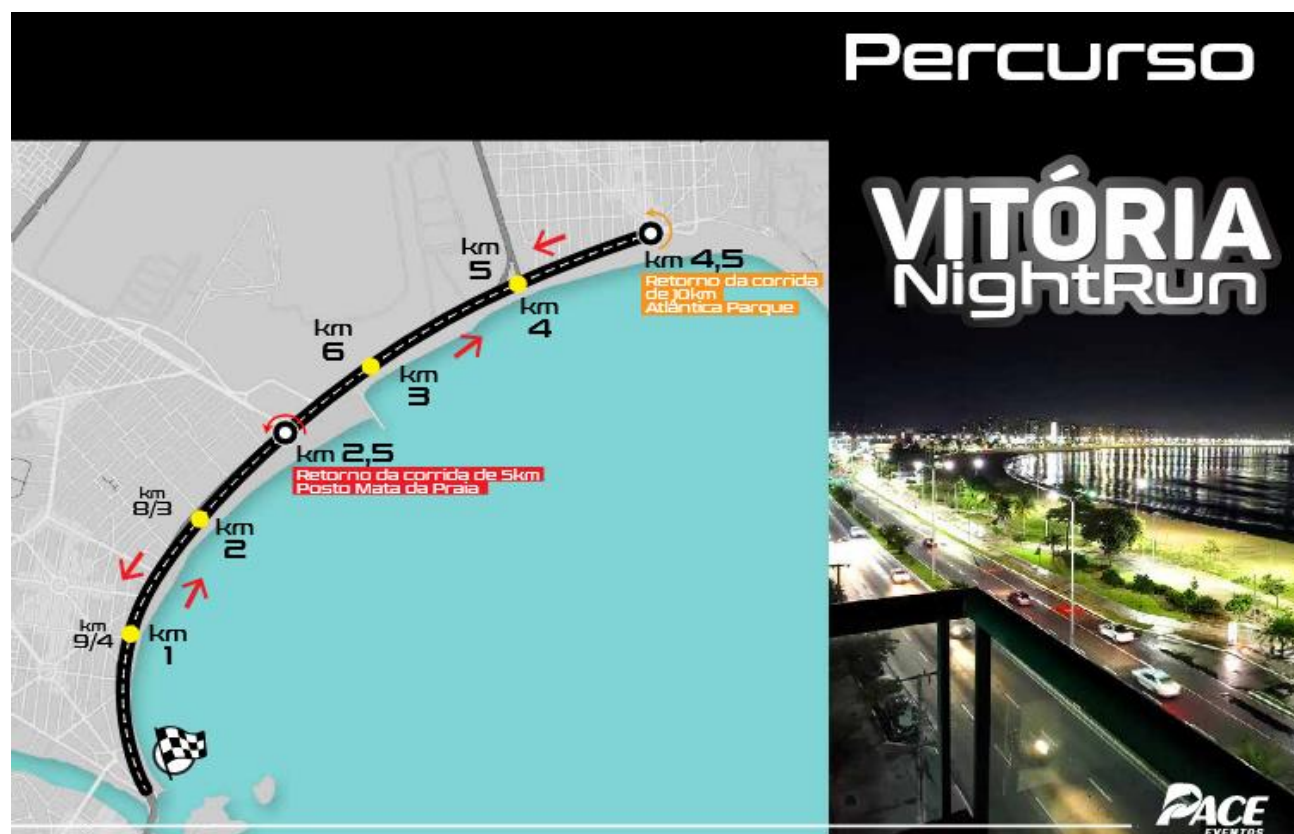 Percurso
VITÓRIA
NightRun
km
5
km 4,5
Retorno da corrida
de 10km
Atlântica Parque
km
4
km
6
km
3
km 2,5
Retorno da corrida de 5km
Posto Mata da Praia
km
8/3
km
2
km
9/4
km
1
PACE
EVENTOS